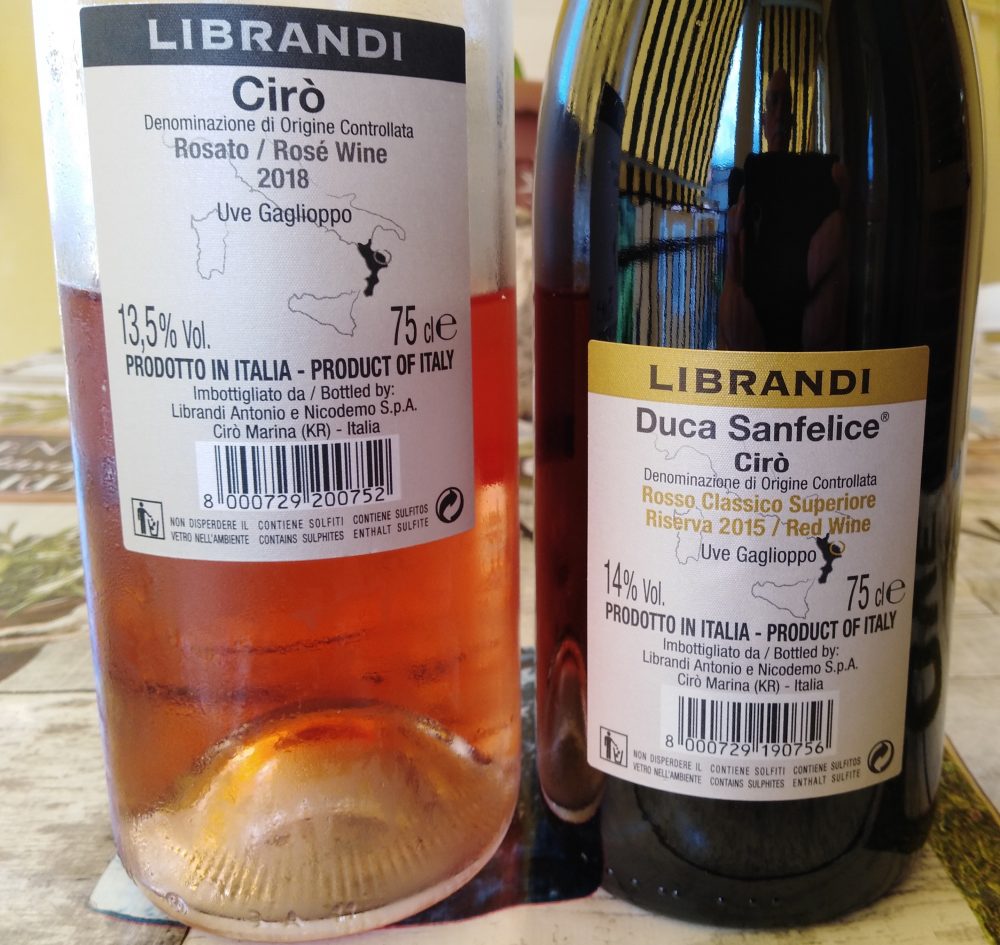 LIBRANDI
Cirò
Denominazione di Origine Controllata
Rosato / Rosé Wine
2018
Uve Gaglioppo
13,5% Vol.
75 cl e
PRODOTTO IN ITALIA - PRODUCT OF ITALY
Imbottigliato da / Bottled by:
Librandi Antonio e Nicodemo S.p.A.
Cirò Marina (KR) - Italia
8 000729 200752
NON DISPERDERE IL CONTIENE SOLFITI CONTIENE SULFITOS
VETRO NELL'AMBIENTE CONTAINS SULPHITES ENTHALT SULFITE
LIBRANDI
Duca Sanfelice®
Cirò
Denominazione di Origine Controllata
Rosso Classico Superiore
Riserva 2015 / Red Wine
Uve Gaglioppo
14% Vol.
75 cl e
PRODOTTO IN ITALIA - PRODUCT OF ITALY
Imbottigliato da / Bottled by:
Librandi Antonio e Nicodemo S.p.A.
Cirò Marina (KR) - Italia
8 000729 190756
NON DISPERDERE IL CONTIENE SOLFITI CONTIENE SULFITOS
VETRO NELL'AMBIENTE CONTAINS SULPHITES ENTHALT SULFITE